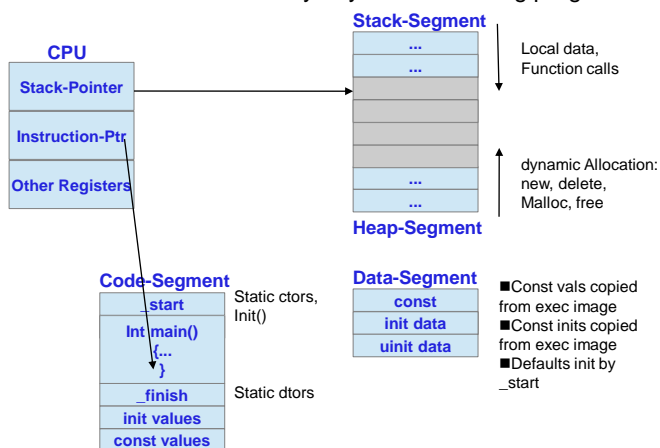 Stack-Segment
CPU
...
...
Local data,
Function calls
Stack-Pointer
Instruction-Ptr
Other Registers
dynamic Allocation:
new, delete,
Malloc, free
...
...
Heap-Segment
Code-Segment
_start
Static ctors,
Init()
Int main()
{...
}
_finish
Static dtors
init values
const values
Data-Segment
const
init data
uinit data
■Const vals copied
from exec image
■Const inits copied
from exec image
■Defaults init by
_start